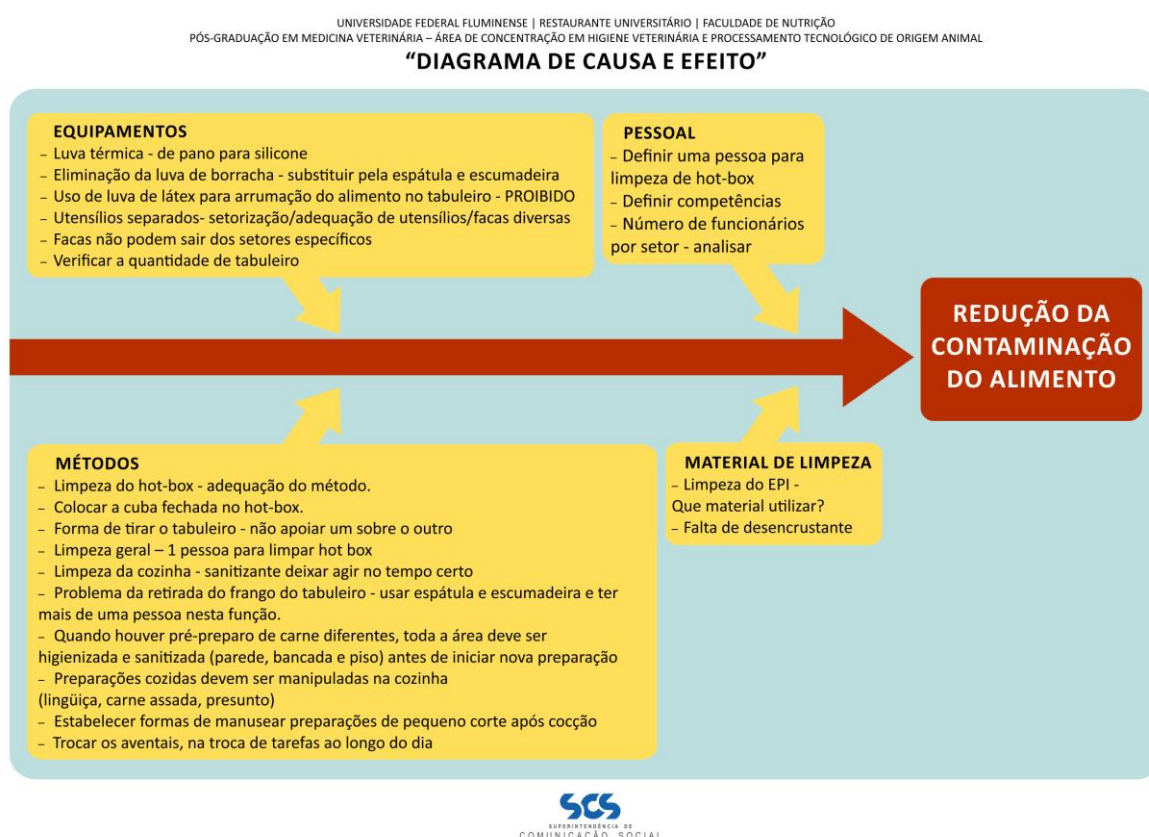 UNIVERSIDADE FEDERAL FLUMINENSE | RESTAURANTE UNIVERSITÁRIO | FACULDADE DE NUTRIÇÃO
PÓS-GRADUAÇÃO EM MEDICINA VETERINÁRIA – ÁREA DE CONCENTRAÇÃO EM HIGIENE VETERINÁRIA E PROCESSAMENTO TECNOLÓGICO DE ORIGEM ANIMAL
“DIAGRAMA DE CAUSA E EFEITO”
EQUIPAMENTOS
– Luva térmica - de pano para silicone
– Eliminação da luva de borracha - substituir pela espátula e escumadeira
– Uso de luva de látex para arrumação do alimento no tabuleiro - PROIBIDO
– Utensílios separados- setorização/adequação de utensílios/facas diversas
– Facas não podem sair dos setores específicos
– Verificar a quantidade de tabuleiro
PESSOAL
– Definir uma pessoa para
limpeza de hot-box
– Definir competências
– Número de funcionários
por setor - analisar
REDUÇÃO DA
CONTAMINAÇÃO
DO ALIMENTO
MÉTODOS
– Limpeza do hot-box - adequação do método.
– Colocar a cuba fechada no hot-box.
– Forma de tirar o tabuleiro - não apoiar um sobre o outro
– Limpeza geral – 1 pessoa para limpar hot box
– Limpeza da cozinha - sanitizante deixar agir no tempo certo
– Problema da retirada do frango do tabuleiro - usar espátula e escumadeira e ter
mais de uma pessoa nesta função.
– Quando houver pré-preparo de carne diferentes, toda a área deve ser
higienizada e sanitizada (parede, bancada e piso) antes de iniciar nova preparação
– Preparações cozidas devem ser manipuladas na cozinha
(lingüiça, carne assada, presunto)
– Estabelecer formas de manusear preparações de pequeno corte após cocção
– Trocar os aventais, na troca de tarefas ao longo do dia
MATERIAL DE LIMPEZA
– Limpeza do EPI -
Que material utilizar?
– Falta de desencrustante
SCS
SUPERINTENDÊNCIA DE
COMUNICAÇÃO SOCIAL